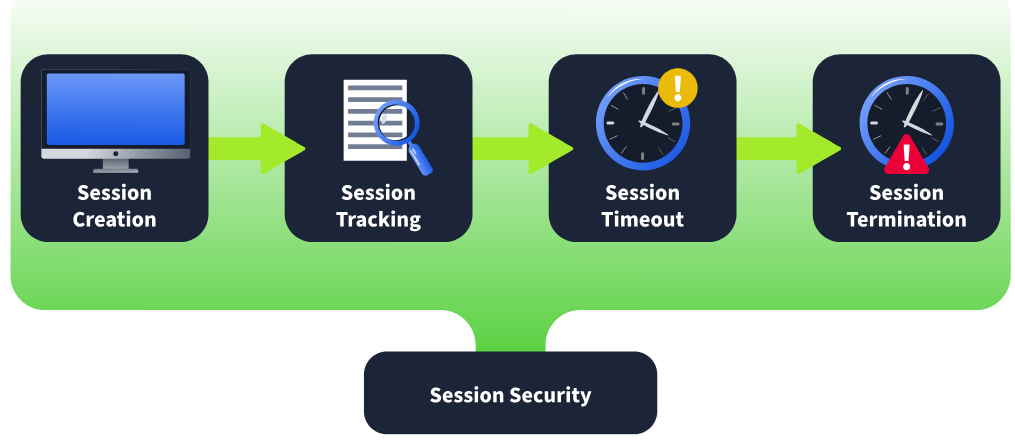 Session
Creation
Session
Tracking
Session
Timeout
Session
Termination
Session Security